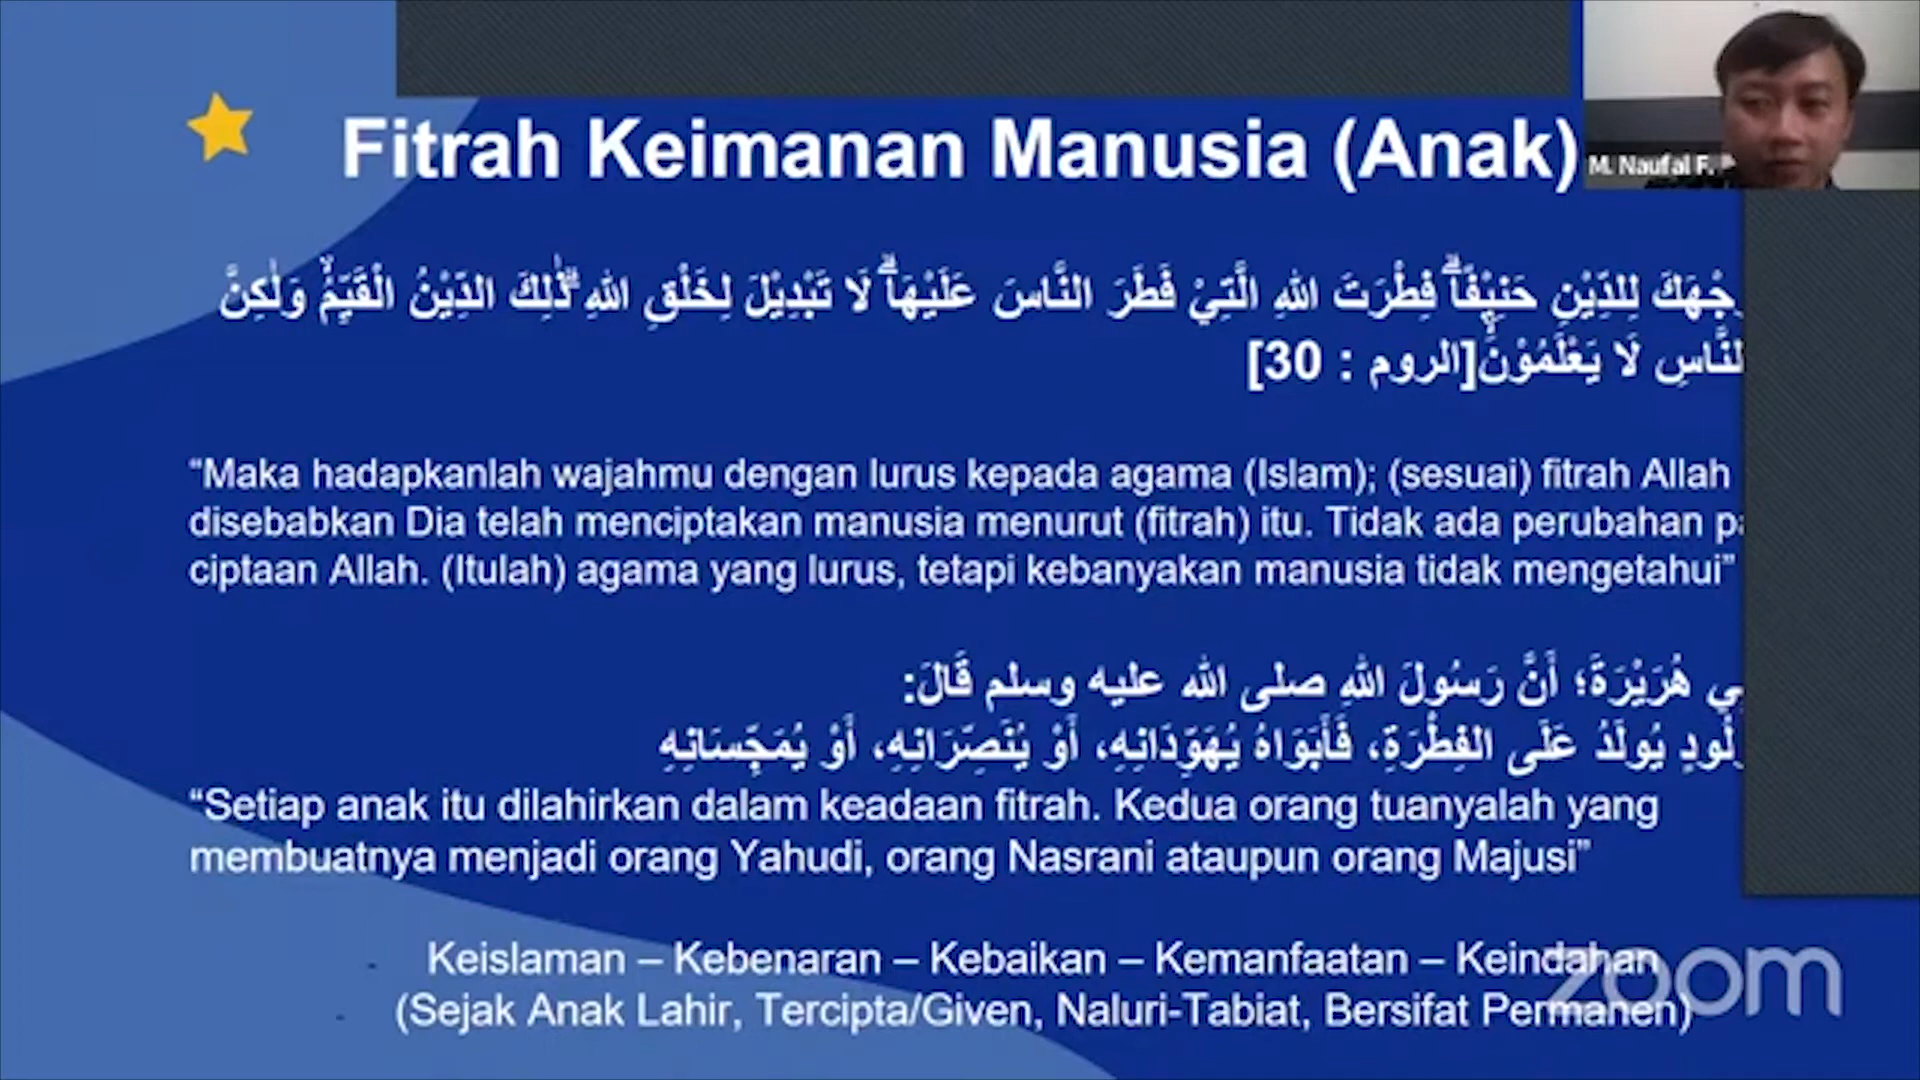 Fitrah Keimanan Manusia (Anak)
M. Naufal F.
لِلدِّيْنِ حَنِيْفًاۗ فِطْرَتَ اللّٰهِ الَّتِيْ فَطَرَ النَّاسَ عَلَيْهَاۗ لَا تَبْدِيْلَ لِخَلْقِ اللّٰهِ ۗذٰلِكَ الدِّيْنُ الْقَيِّمُۙ وَلٰكِنَّ
لَا يَعْلَمُوْنَۙ[الروم : 30]
“Maka hadapkanlah wajahmu dengan lurus kepada agama (Islam); (sesuai) fitrah Allah
disebabkan Dia telah menciptakan manusia menurut (fitrah) itu. Tidak ada perubahan
ciptaan Allah. (Itulah) agama yang lurus, tetapi kebanyakan manusia tidak mengetahui”
هُرَيْرَةَ؛ أَنَّ رَسُولَ اللهِ صلى الله عليه وسلم قَالَ:
يُولَدُ عَلَى الفِطْرَةِ، فَأَبَوَاهُ يُهَوِّدَانِهِ، أَوْ يُنَصِّرَانِهِ، أَوْ يُمَجِّسَانِهِ
“Setiap anak itu dilahirkan dalam keadaan fitrah. Kedua orang tuanyalah yang
membuatnya menjadi orang Yahudi, orang Nasrani ataupun orang Majusi”
Keislaman – Kebenaran – Kebaikan – Kemanfaatan – Keindahan
(Sejak Anak Lahir, Tercipta/Given, Naluri-Tabiat, Bersifat Permanen)
zoom